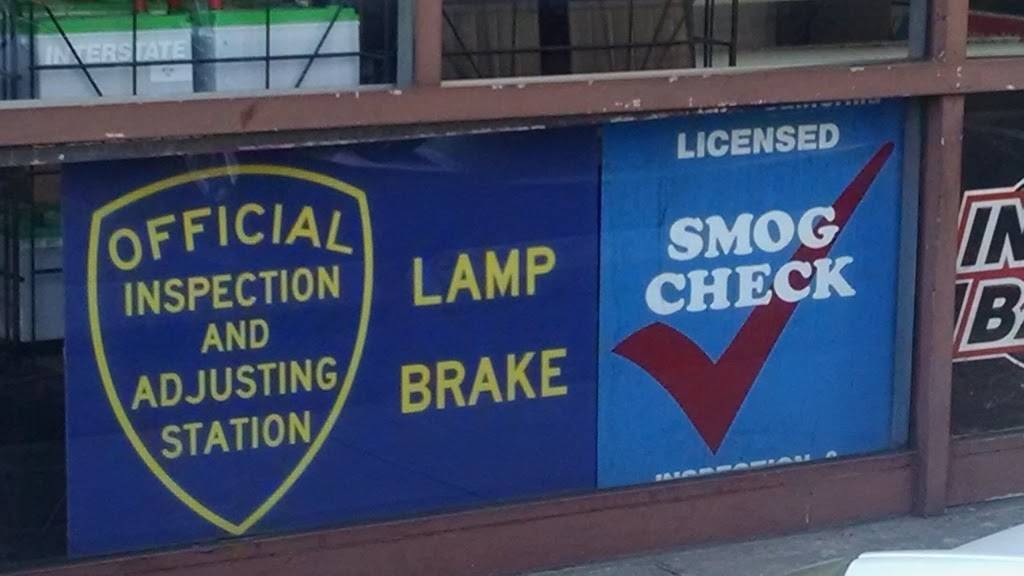 INTERSTATE
OFFICIAL
INSPECTION
AND
ADJUSTING
STATION
LAMP
BRAKE
LICENSED
SMOG
CHECK